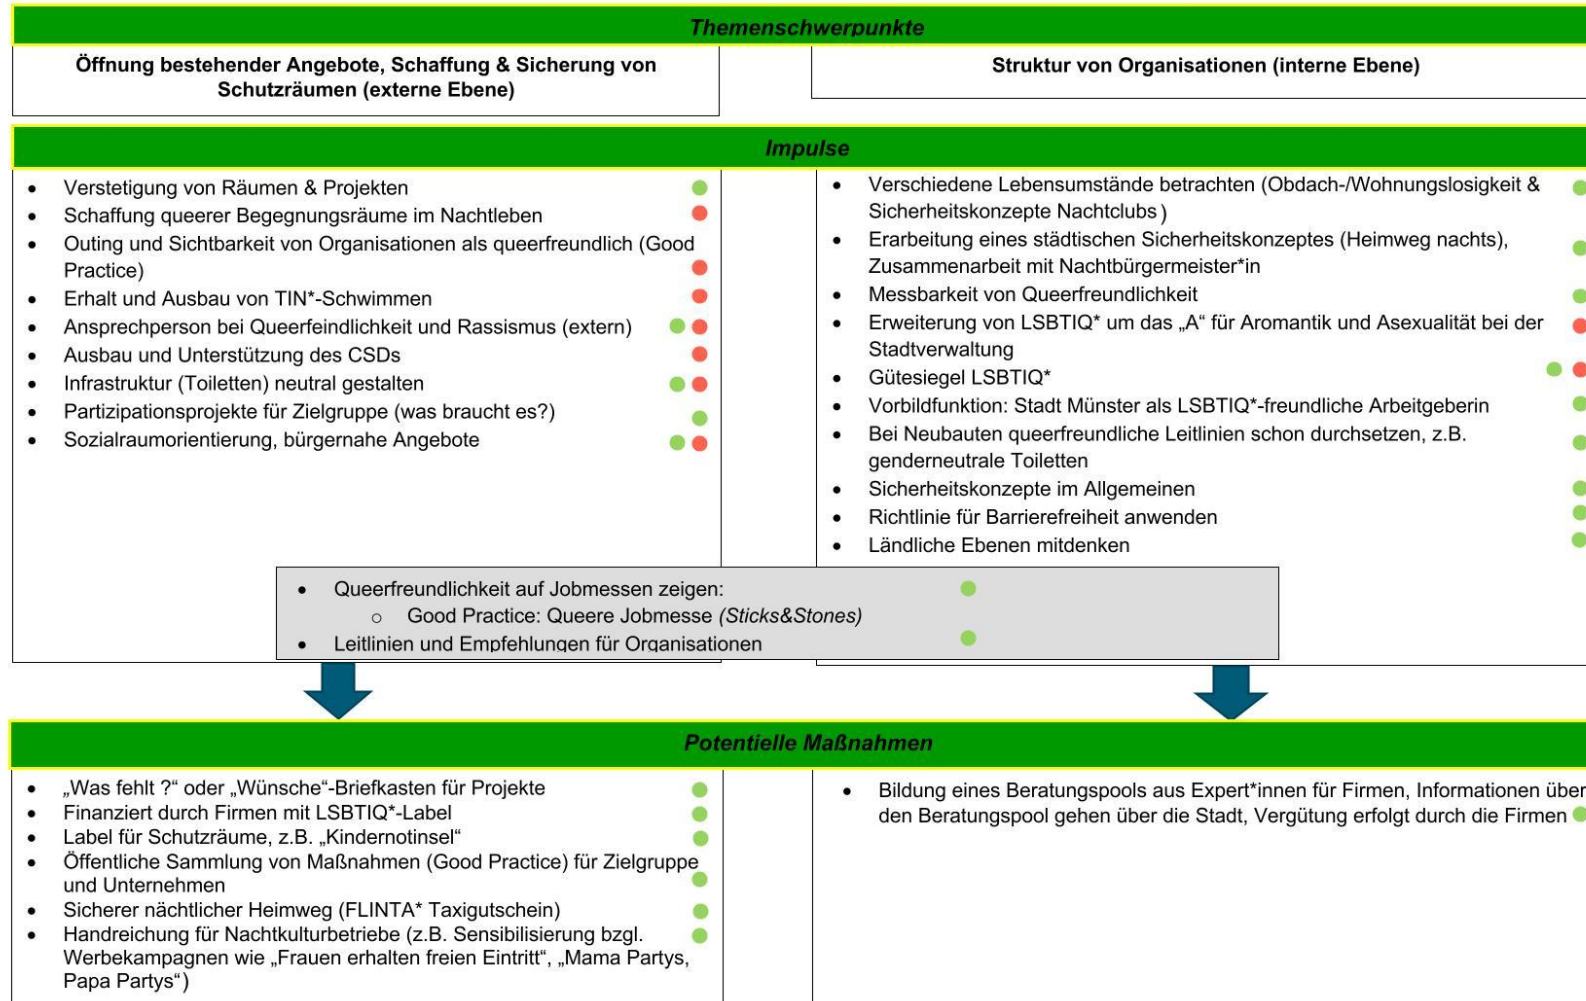 Themenschwerpunkte
Öffnung bestehender Angebote, Schaffung & Sicherung von
Schutzräumen (externe Ebene)
Struktur von Organisationen (interne Ebene)
Impulse
• Verstetigung von Räumen & Projekten
• Schaffung queerer Begegnungsräume im Nachtleben
• Outing und Sichtbarkeit von Organisationen als queerfreundlich (Good
Practice)
• Erhalt und Ausbau von TIN*-Schwimmen
• Ansprechperson bei Queerfeindlichkeit und Rassismus (extern)
• Ausbau und Unterstützung des CSDs
• Infrastruktur (Toiletten) neutral gestalten
• Partizipationsprojekte für Zielgruppe (was braucht es?)
• Sozialraumorientierung, bürgernahe Angebote
• Verschiedene Lebensumstände betrachten (Obdach-/Wohnungslosigkeit &
Sicherheitskonzepte Nachtclubs)
• Erarbeitung eines städtischen Sicherheitskonzeptes (Heimweg nachts),
Zusammenarbeit mit Nachtbürgermeister*in
• Messbarkeit von Queerfreundlichkeit
• Erweiterung von LSBTIQ* um das „A“ für Aromantik und Asexualität bei der
Stadtverwaltung
• Gütesiegel LSBTIQ*
• Vorbildfunktion: Stadt Münster als LSBTIQ*-freundliche Arbeitgeberin
• Bei Neubauten queerfreundliche Leitlinien schon durchsetzen, z.B.
genderneutrale Toiletten
• Sicherheitskonzepte im Allgemeinen
• Richtlinie für Barrierefreiheit anwenden
• Ländliche Ebenen mitdenken
• Queerfreundlichkeit auf Jobmessen zeigen:
o Good Practice: Queere Jobmesse (Sticks&Stones)
• Leitlinien und Empfehlungen für Organisationen
Potentielle Maßnahmen
• „Was fehlt ?“ oder „Wünsche“-Briefkasten für Projekte
• Finanziert durch Firmen mit LSBTIQ*-Label
• Label für Schutzräume, z.B. „Kindernotinsel“
• Öffentliche Sammlung von Maßnahmen (Good Practice) für Zielgruppe
und Unternehmen
• Sicherer nächtlicher Heimweg (FLINTA* Taxigutschein)
• Handreichung für Nachtkulturbetriebe (z.B. Sensibilisierung bzgl.
Werbekampagnen wie „Frauen erhalten freien Eintritt“, „Mama Partys,
Papa Partys“)
• Bildung eines Beratungspools aus Expert*innen für Firmen, Informationen über
den Beratungspool gehen über die Stadt, Vergütung erfolgt durch die Firmen